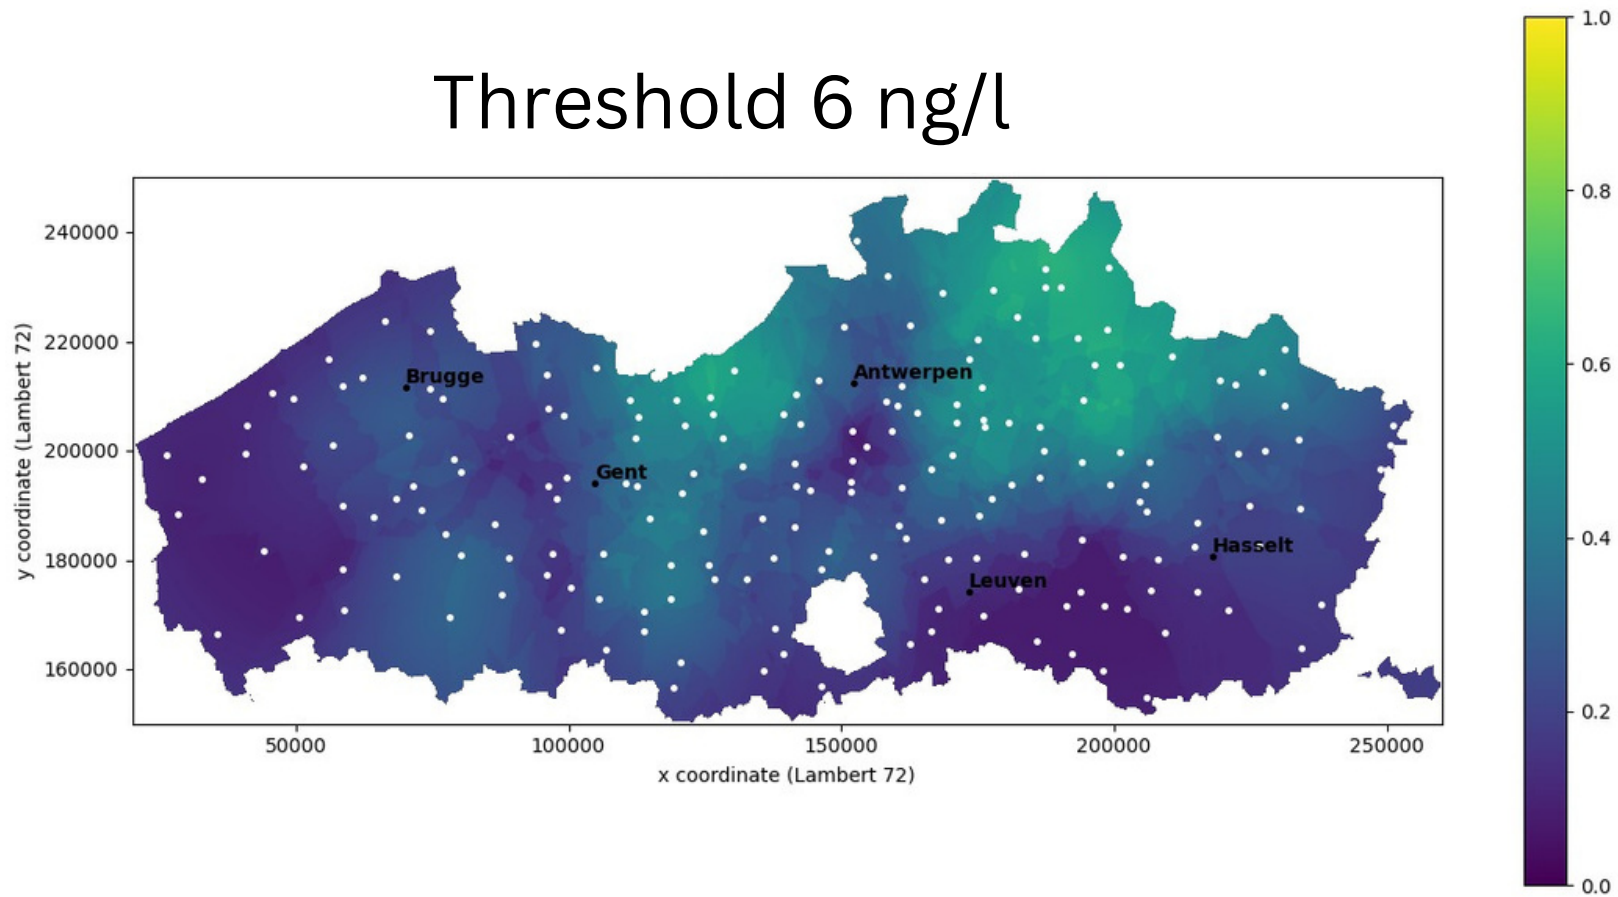 Threshold 6 ng/l
1.0
0.8
0.6
0.4
0.2
0.0
240000
220000
200000
180000
160000
y coordinate (Lambert 72)
Brugge
Antwerpen
Gent
Hasselt
Leuven
50000
100000
150000
200000
250000
x coordinate (Lambert 72)